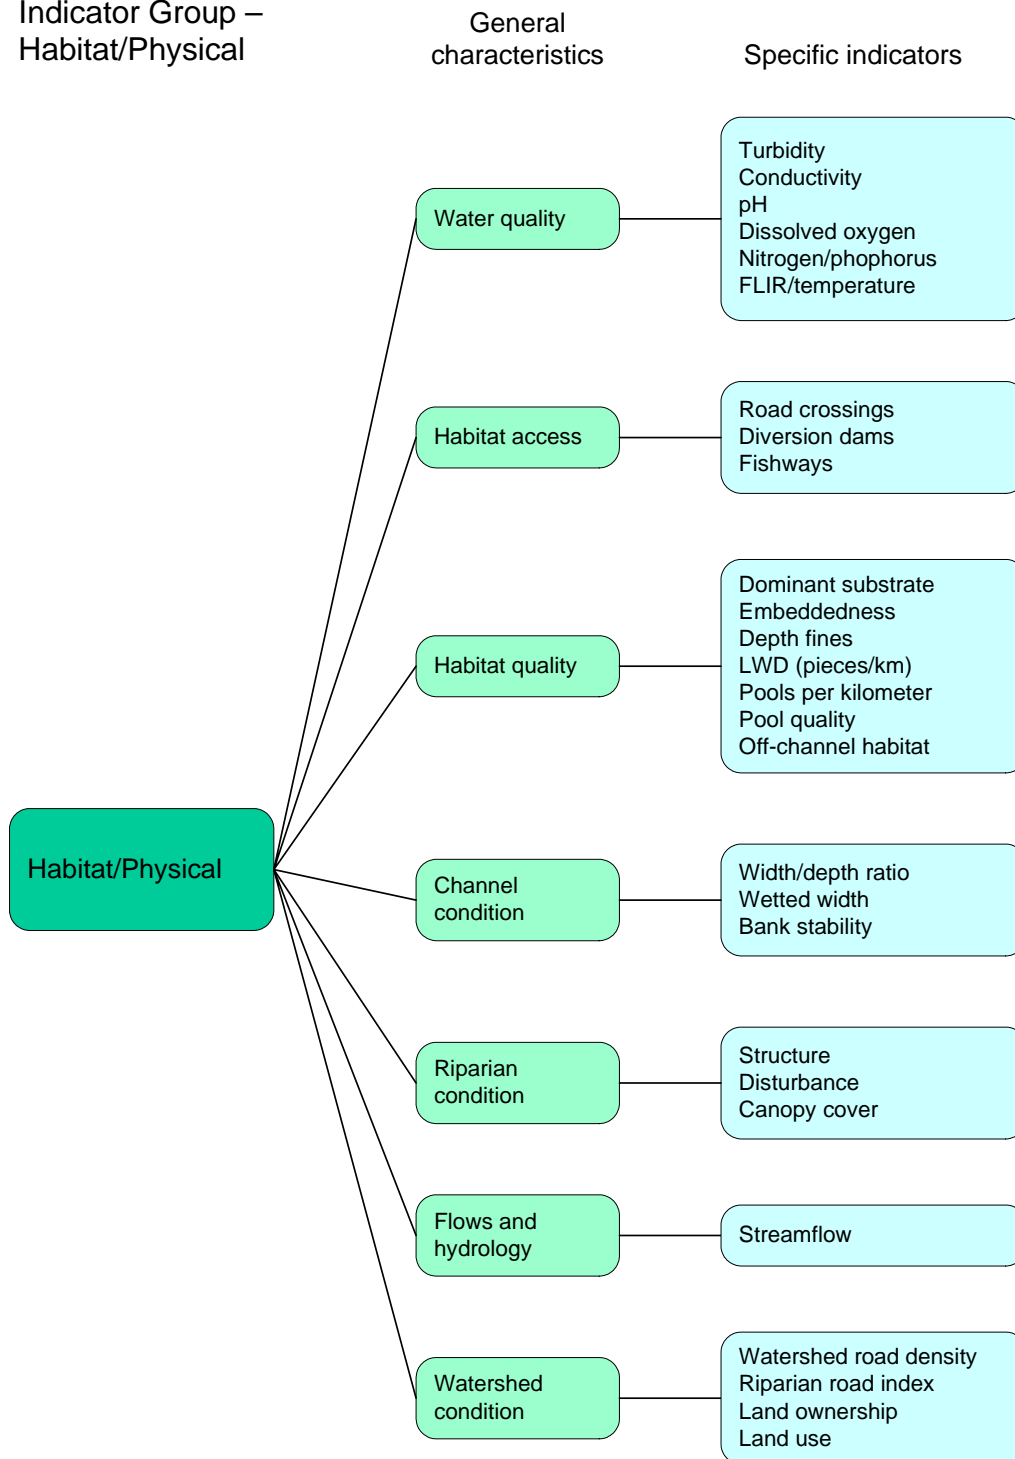 Indicator Group –
Habitat/Physical
General
characteristics
Specific indicators
Habitat/Physical
Water quality
Turbidity
Conductivity
pH
Dissolved oxygen
Nitrogen/phophorus
FLIR/temperature
Habitat access
Road crossings
Diversion dams
Fishways
Habitat quality
Dominant substrate
Embeddedness
Depth fines
LWD (pieces/km)
Pools per kilometer
Pool quality
Off-channel habitat
Channel
condition
Width/depth ratio
Wetted width
Bank stability
Riparian
condition
Structure
Disturbance
Canopy cover
Flows and
hydrology
Streamflow
Watershed
condition
Watershed road density
Riparian road index
Land ownership
Land use